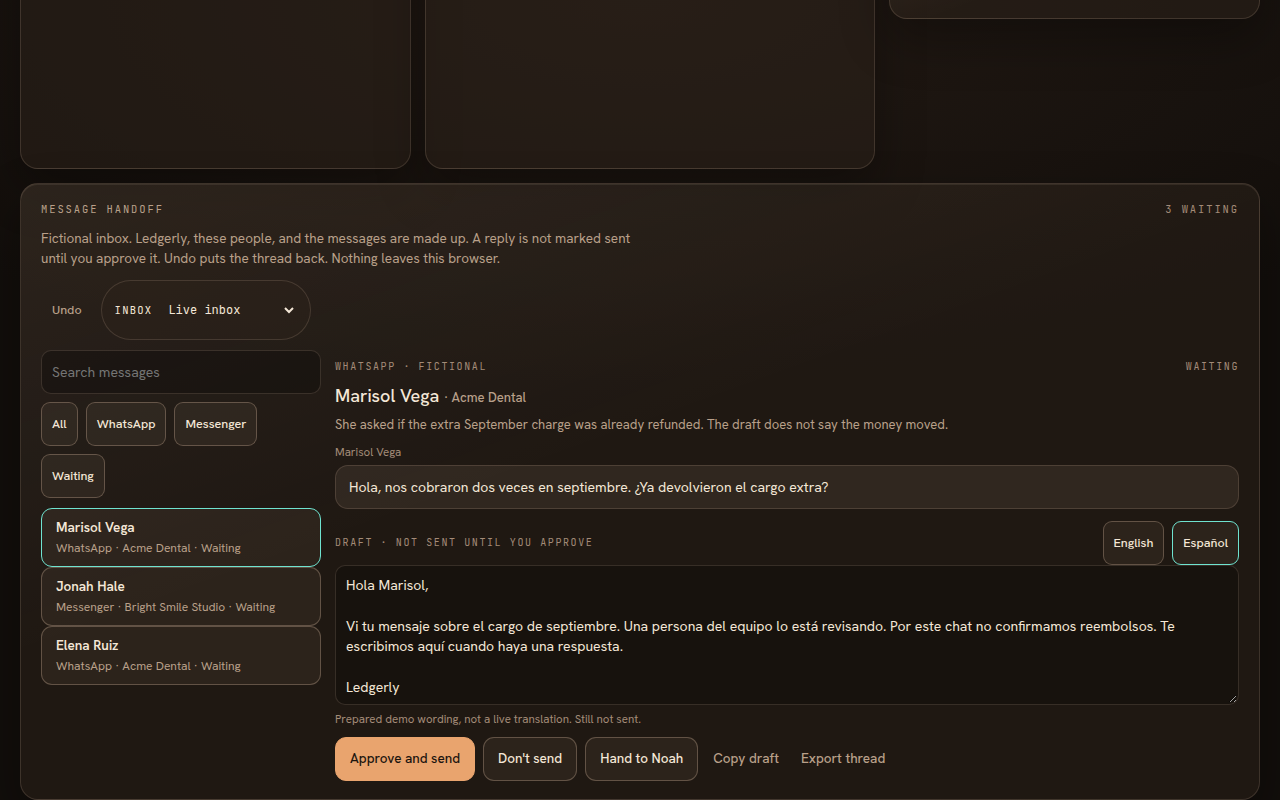 MESSAGE HANDOFF
3 WAITING
Fictional inbox. Ledgerly, these people, and the messages are made up. A reply is not marked sent
until you approve it. Undo puts the thread back. Nothing leaves this browser.
Undo
INBOX Live inbox
Search messages
All
WhatsApp
Messenger
Waiting
Marisol Vega
WhatsApp · Acme Dental · Waiting
Jonah Hale
Messenger · Bright Smile Studio · Waiting
Elena Ruiz
WhatsApp · Acme Dental · Waiting
WHATSAPP · FICTIONAL
WAITING
Marisol Vega · Acme Dental
She asked if the extra September charge was already refunded. The draft does not say the money moved.
Marisol Vega
Hola, nos cobraron dos veces en septiembre. ¿Ya devolvieron el cargo extra?
DRAFT · NOT SENT UNTIL YOU APPROVE
English
Español
Hola Marisol,
Vi tu mensaje sobre el cargo de septiembre. Una persona del equipo lo está revisando. Por este chat no confirmamos reembolsos. Te
escribimos aquí cuando haya una respuesta.
Ledgerly
Prepared demo wording, not a live translation. Still not sent.
Approve and send
Don't send
Hand to Noah
Copy draft
Export thread